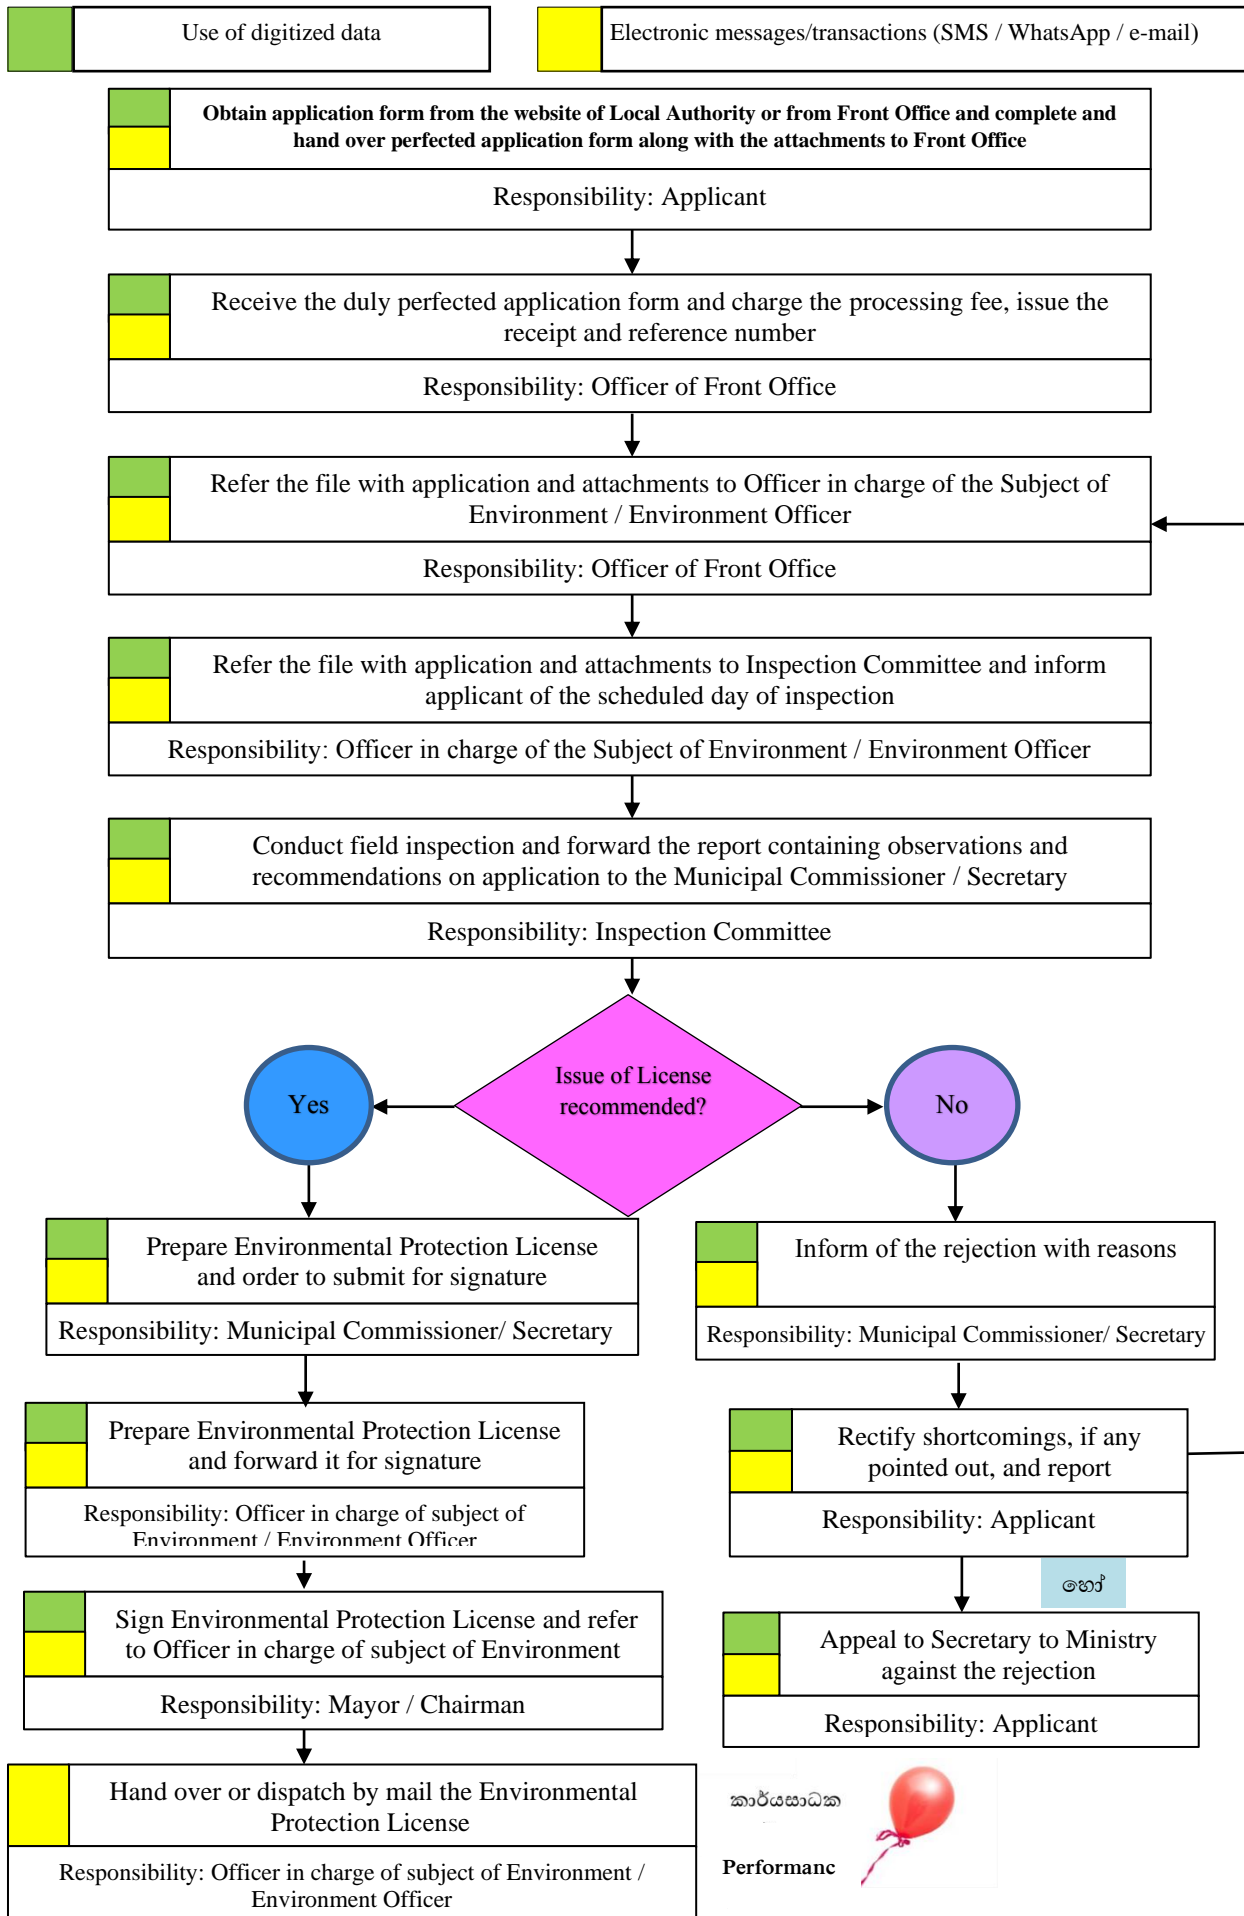 Use of digitized data
Electronic messages/transactions (SMS / WhatsApp / e-mail)
Obtain application form from the website of Local Authority or from Front Office and complete and
hand over perfected application form along with the attachments to Front Office
Responsibility: Applicant
Receive the duly perfected application form and charge the processing fee, issue the
receipt and reference number
Responsibility: Officer of Front Office
Refer the file with application and attachments to Officer in charge of the Subject of
Environment / Environment Officer
Responsibility: Officer of Front Office
Refer the file with application and attachments to Inspection Committee and inform
applicant of the scheduled day of inspection
Responsibility: Officer in charge of the Subject of Environment / Environment Officer
Conduct field inspection and forward the report containing observations and
recommendations on application to the Municipal Commissioner / Secretary
Responsibility: Inspection Committee
Issue of License
recommended?
Yes
No
Prepare Environmental Protection License
and order to submit for signature
Responsibility: Municipal Commissioner/ Secretary
Prepare Environmental Protection License
and forward it for signature
Responsibility: Officer in charge of subject of
Environment / Environment Officer
Sign Environmental Protection License and refer
to Officer in charge of subject of Environment
Responsibility: Mayor / Chairman
Hand over or dispatch by mail the Environmental
Protection License
Responsibility: Officer in charge of subject of Environment /
Environment Officer
Inform of the rejection with reasons
Responsibility: Municipal Commissioner/ Secretary
Rectify shortcomings, if any
pointed out, and report
Responsibility: Applicant
හෝ
Appeal to Secretary to Ministry
against the rejection
Responsibility: Applicant
කාර්යසාධක
Performanc